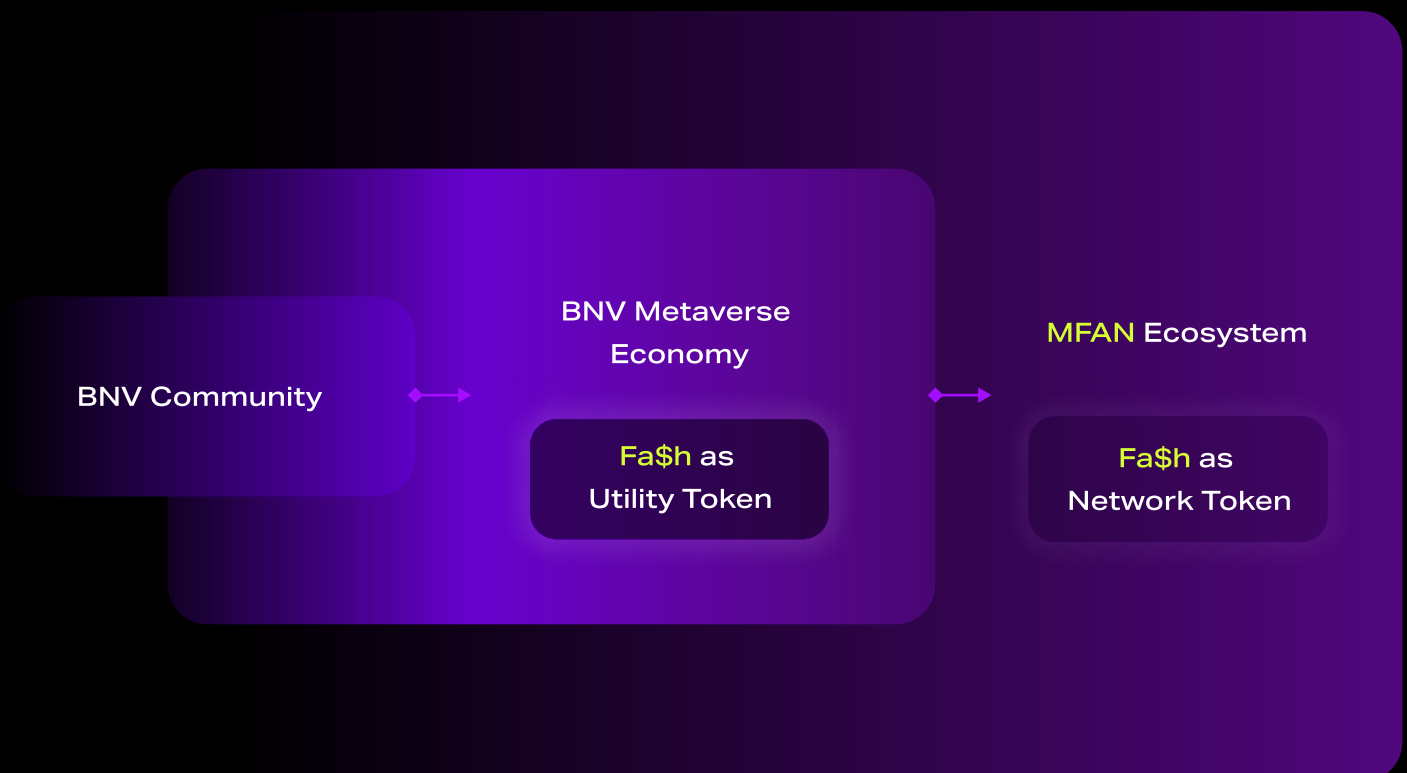 BNV Community
BNV Metaverse
Economy
Fa$h as
Utility Token
MFAN Ecosystem
Fa$h as
Network Token